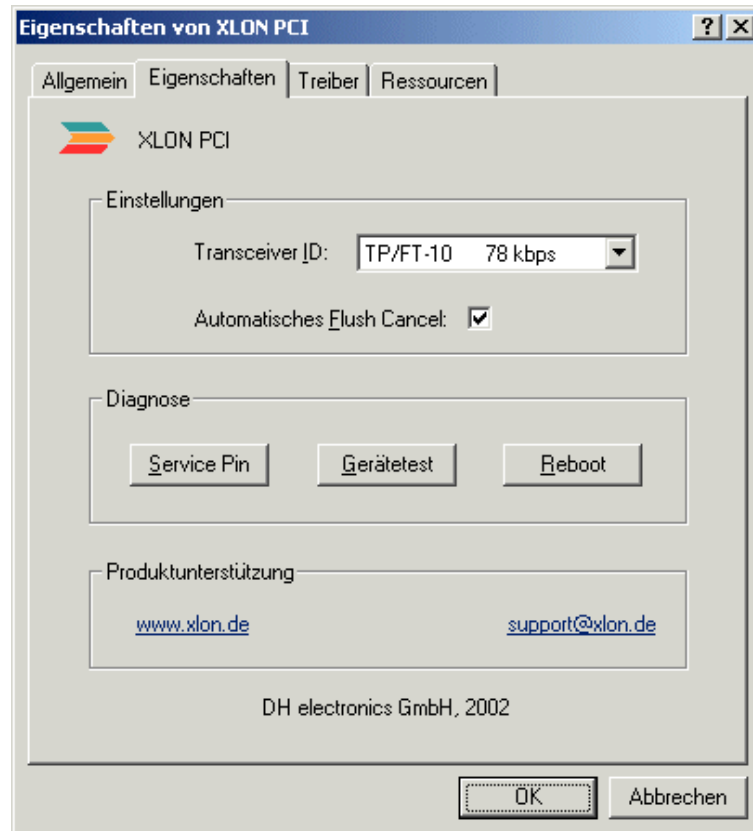 Eigenschaften von XLON PCI
Allgemein Eigenschaften Treiber Ressourcen
XLON PCI
Einstellungen
Transceiver ID: TP/FT-10 78 kbps
Automatisches Flush Cancel:
Diagnose
Service Pin Gerätetest Reboot
Produktunterstützung
www.xlon.de support@xlon.de
DH electronics GmbH, 2002
OK Abbrechen